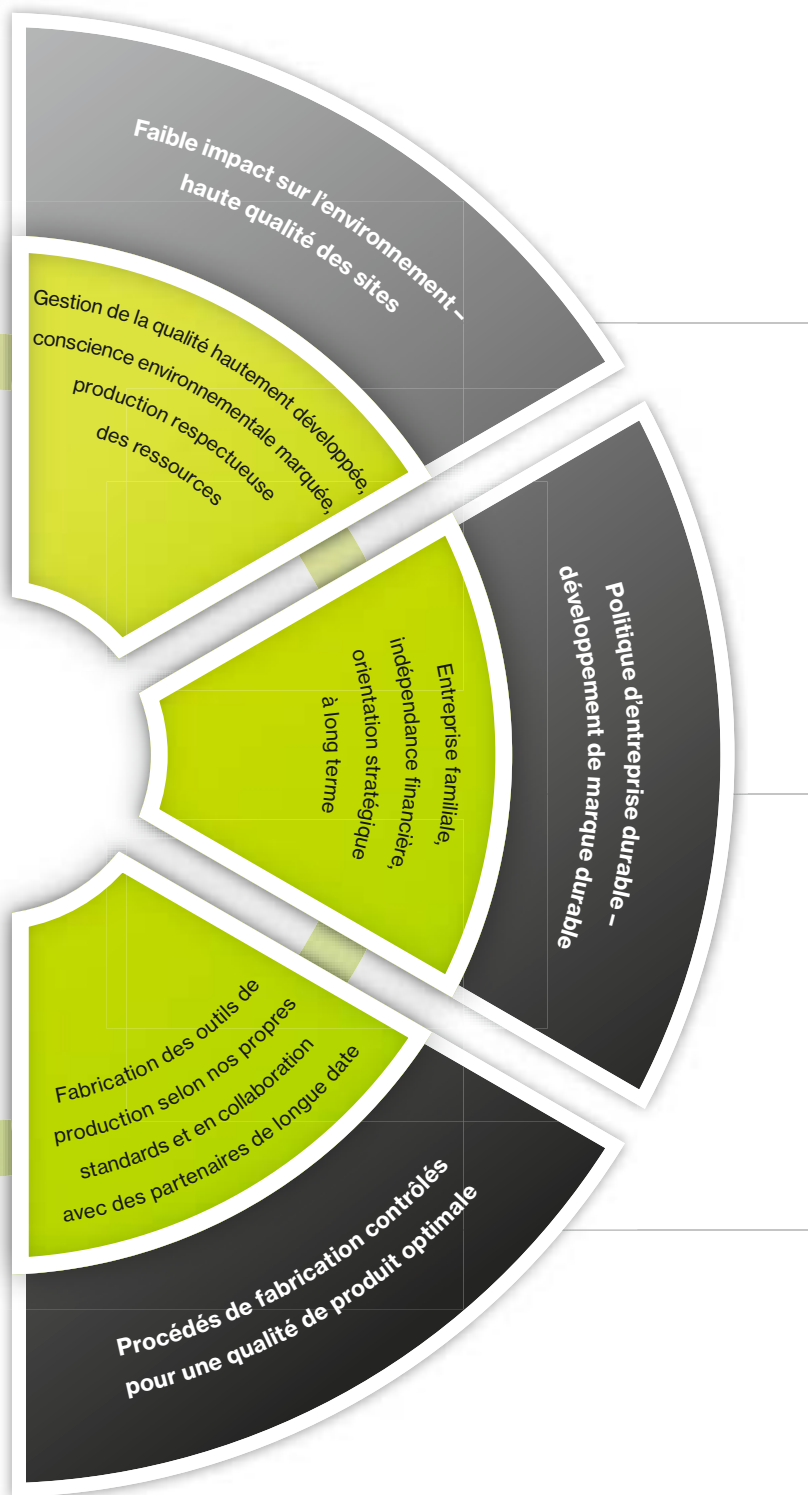 Faible impact sur l'environnement –
haute qualité des sites
Gestion de la qualité hautement développée,
conscience environnementale marquée,
production respectueuse
des ressources
Politique d'entreprise durable –
développement de marque durable
Entreprise familiale,
indépendance financière,
orientation stratégique
à long terme
Fabrication des outils de
production selon nos propres
standards et en collaboration
avec des partenaires de longue date
Procédés de fabrication contrôlés
pour une qualité de produit optimale